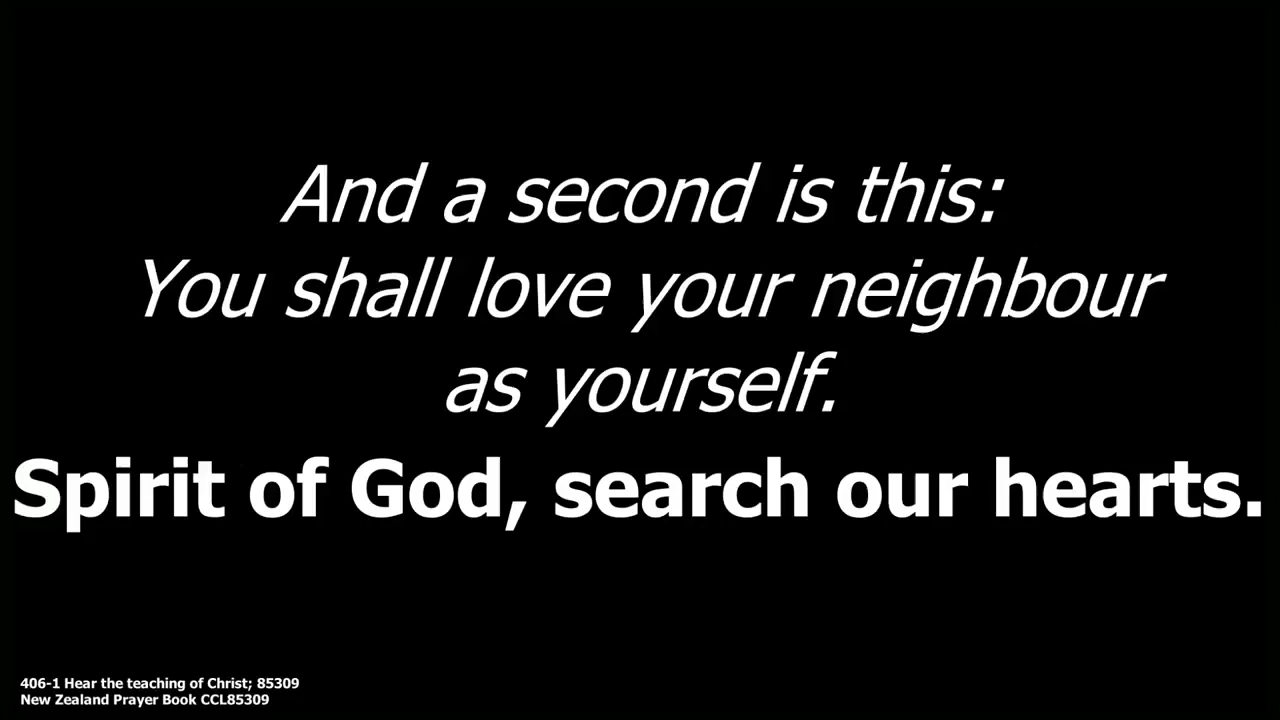 And a second is this:
You shall love your neighbour
as yourself.
Spirit of God, search our hearts.
406-1 Hear the teaching of Christ; 85309
New Zealand Prayer Book CCL85309